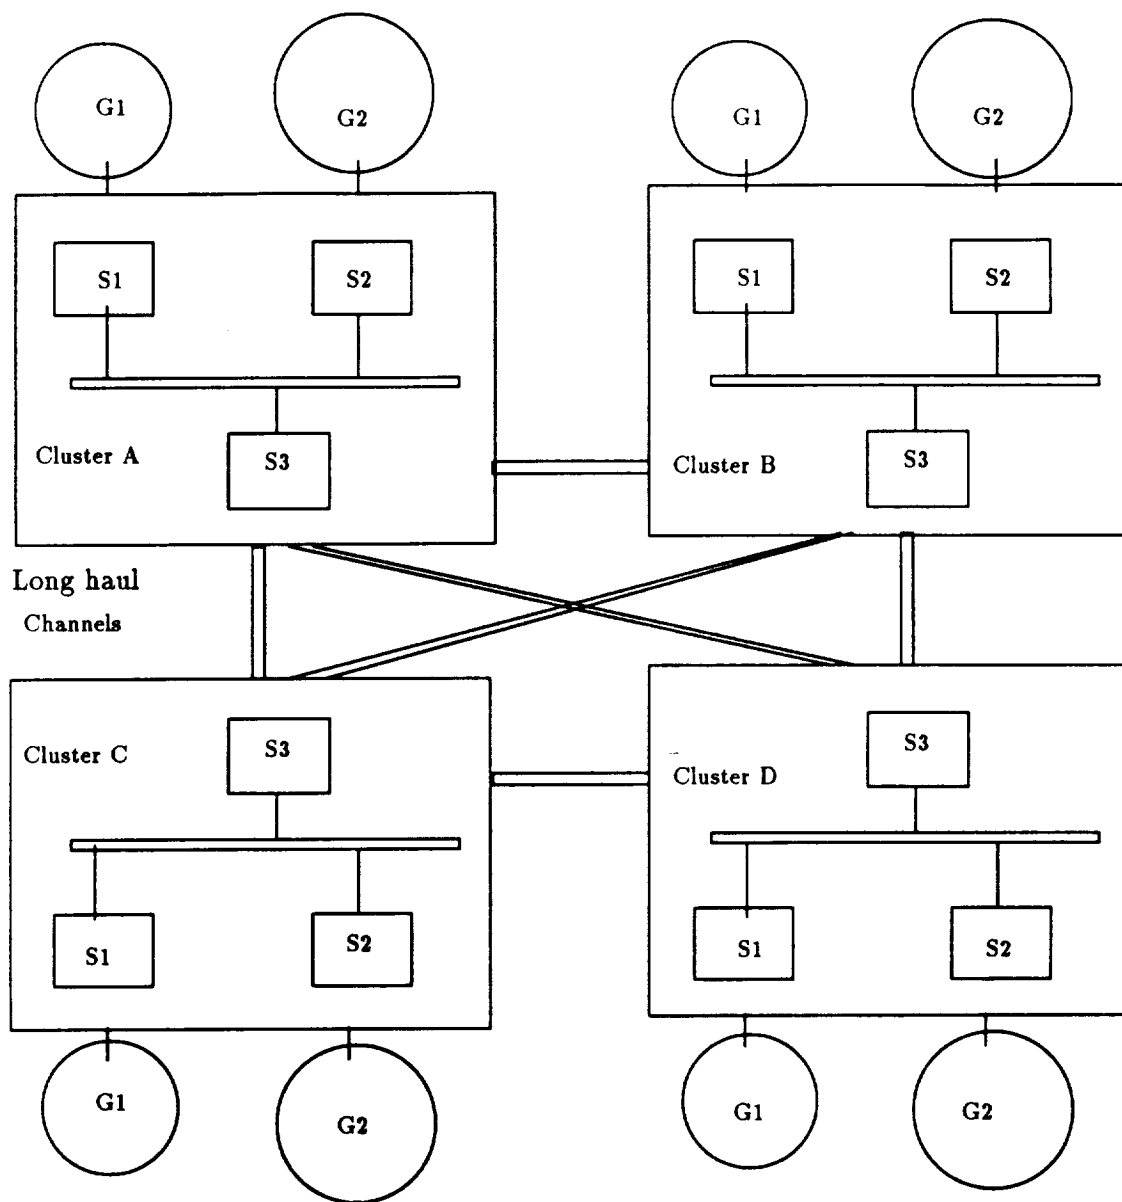 G1
G2
G1
G2
S1
S2
S1
S2
Cluster A
S3
Cluster B
S3
Long haul
Channels
Cluster C
S3
Cluster D
S3
S1
S2
S1
S2
G1
G2
G1
G2